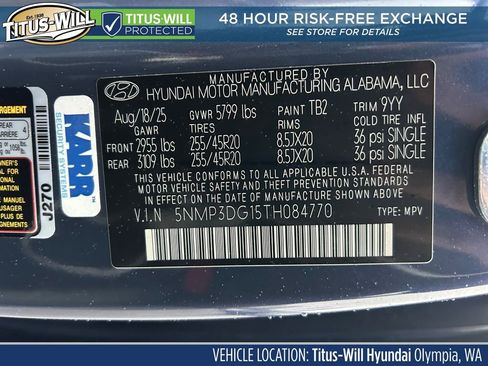 EST. 1938
TITUS-WILL
TITUS-WILL
PROTECTED
48 HOUR RISK-FREE EXCHANGE
SEE STORE FOR DETAILS
MANUFACTURED BY
HYUNDAI MOTOR MANUFACTURING ALABAMA, LLC
Aug/18/25 GVWR 5799 lbs PAINT TB2 TRIM 9YY
GAWR TIRES RIMS COLD
FRONT 2955 lbs 255/45R20 8.5JX20 36 psi SINGLE
REAR 3109 lbs 255/45R20 8.5JX20 36 psi SINGLE
THIS VEHICLE CONFORMS TO ALL APPLICABLE U.S.A. FEDERAL
MOTOR VEHICLE SAFETY AND THEFT PREVENTION
STANDARDS IN EFFECT ON THE DATE OF MANUFACTURE SHOWN ABOVE.
V.I.N 5NMP3DG15TH084770 TYPE: MPV
KARR
SECURITY SYSTEMS
J270
VEHICLE LOCATION: Titus-Will Hyundai Olympia, WA